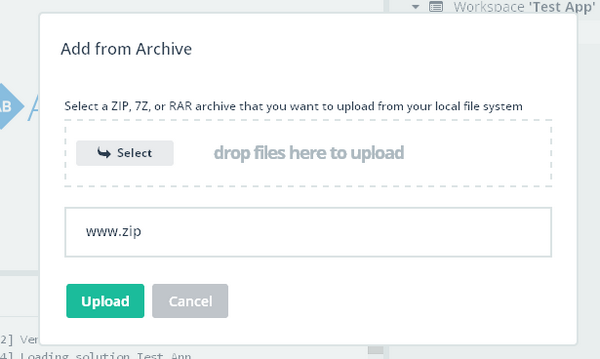 Workspace 'Test App'
Add from Archive
AB
Select a ZIP, 7Z, or RAR archive that you want to upload from your local file system
Select
drop files here to upload
www.zip
Upload
Cancel
2] Ver
4] Loading solution Test App